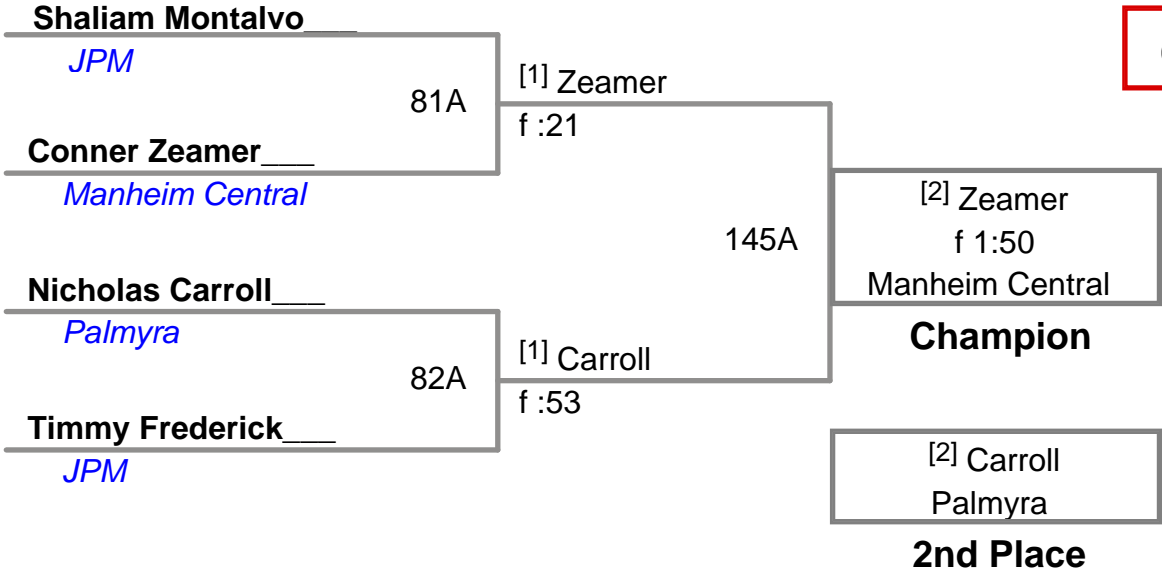 Shaliam Montalvo___
JPM
81A
[1] Zeamer
f :21
Conner Zeamer___
Manheim Central
145A
[2] Zeamer
f 1:50
Manheim Central
Champion
Nicholas Carroll___
Palmyra
82A
[1] Carroll
f :53
Timmy Frederick___
JPM
[2] Carroll
Palmyra
2nd Place